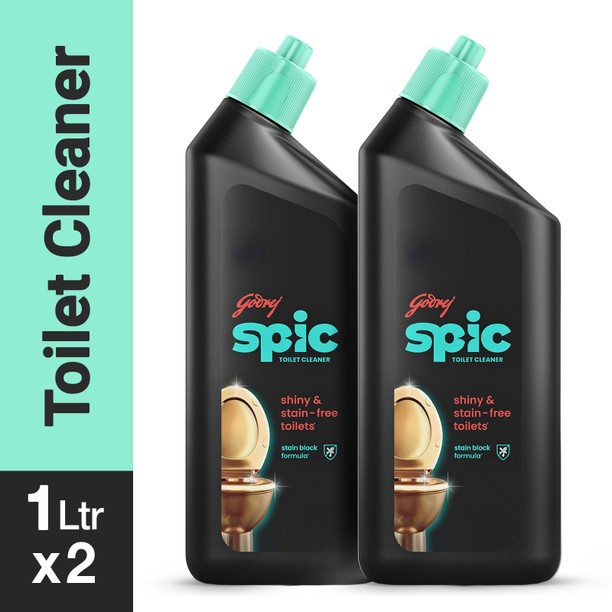 Toilet Cleaner
1 Ltr
x2
Godrej
spic
TOILET CLEANER
shiny &
stain-free
toilets*
stain block
formula*
Godrej
spic
TOILET CLEANER
shiny &
stain-free
toilets*
stain block
formula*